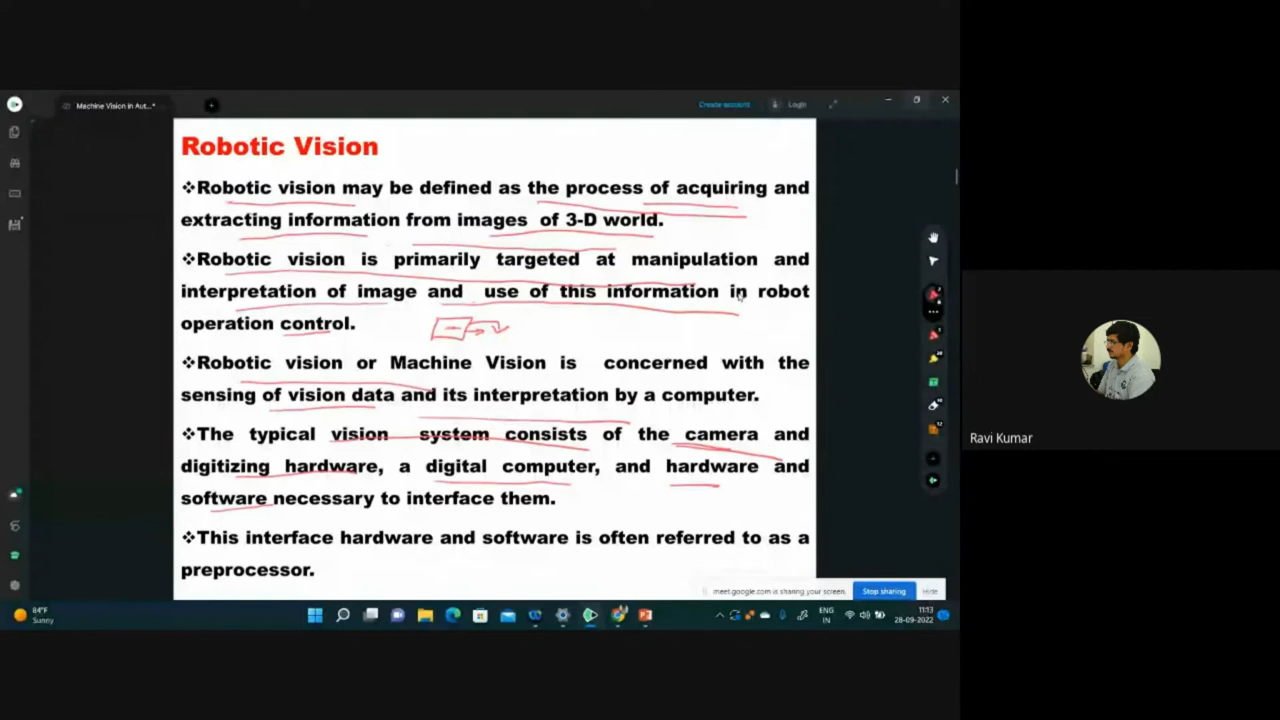 Machine Vision in Aut...*
Create account
Login
Robotic Vision
❖Robotic vision may be defined as the process of acquiring and
extracting information from images of 3-D world.
❖Robotic vision is primarily targeted at manipulation and
interpretation of image and use of this information in robot
operation control.
❖Robotic vision or Machine Vision is concerned with the
sensing of vision data and its interpretation by a computer.
❖The typical vision system consists of the camera and
digitizing hardware, a digital computer, and hardware and
software necessary to interface them.
❖This interface hardware and software is often referred to as a
preprocessor.
Ravi Kumar
meet.google.com is sharing your screen.
Stop sharing
Hide
84°F
Sunny
ENG
IN
11:13
28-09-2022